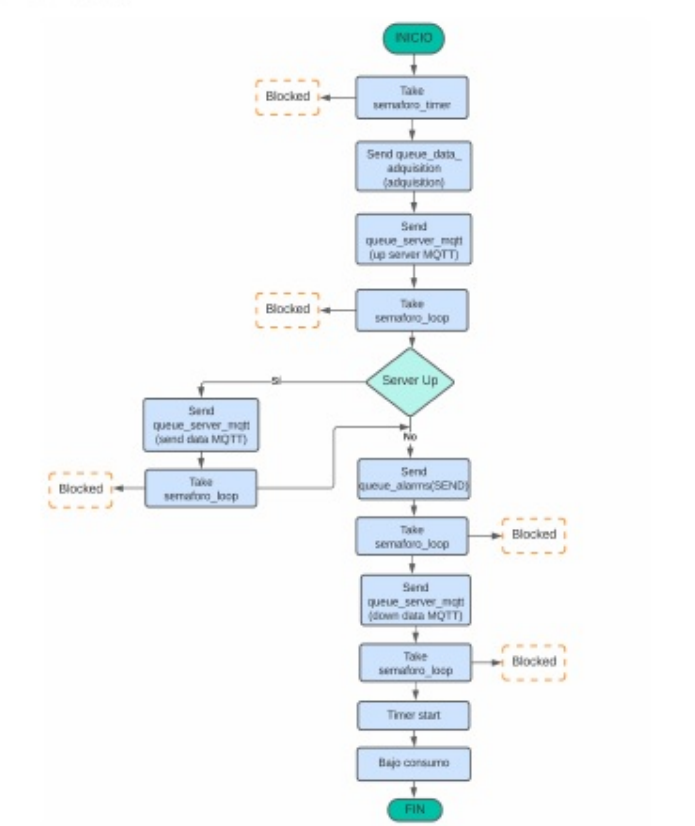 INICIO
Blocked
Take
semaforo_timer
Send queue_data_
adquisition
(adquisition)
Send
queue_server_mqtt
(up server MQTT)
Blocked
Take
semaforo_loop
Server Up
Si
Send
queue_server_mqtt
(send data MQTT)
No
Blocked
Take
semaforo_loop
Send
queue_alarms(SEND)
Take
semaforo_loop
Blocked
Send
queue_server_mqtt
(down data MQTT)
Take
semaforo_loop
Blocked
Timer start
Bajo consumo
FIN